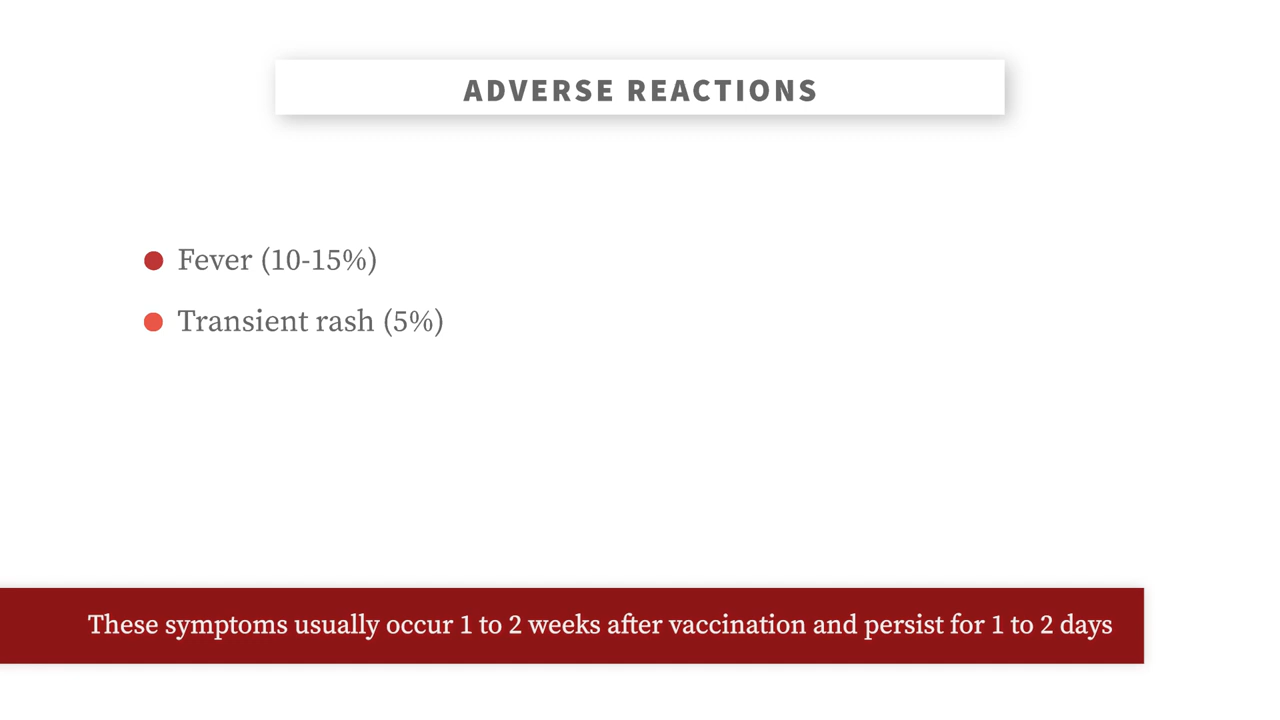 ADVERSE REACTIONS
Fever (10-15%)
Transient rash (5%)
These symptoms usually occur 1 to 2 weeks after vaccination and persist for 1 to 2 days